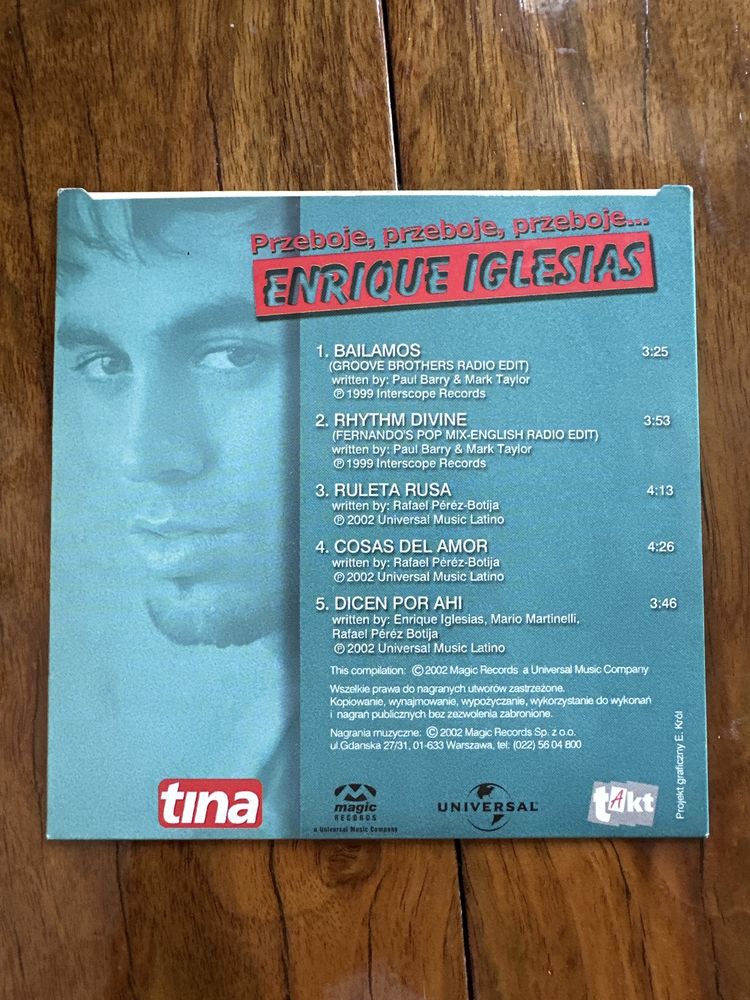 Przeboje, przeboje, przeboje...
ENRIQUE IGLESIAS
1. BAILAMOS 3:25
(GROOVE BROTHERS RADIO EDIT)
written by: Paul Barry & Mark Taylor
℗ 1999 Interscope Records
2. RHYTHM DIVINE 3:53
(FERNANDO'S POP MIX-ENGLISH RADIO EDIT)
written by: Paul Barry & Mark Taylor
℗ 1999 Interscope Records
3. RULETA RUSA 4:13
written by: Rafael Peréz-Botija
℗ 2002 Universal Music Latino
4. COSAS DEL AMOR 4:26
written by: Rafael Peréz-Botija
℗ 2002 Universal Music Latino
5. DICEN POR AHI 3:46
written by: Enrique Iglesias, Mario Martinelli,
Rafael Peréz Botija
℗ 2002 Universal Music Latino
This compilation: © 2002 Magic Records a Universal Music Company
Wszelkie prawa do nagranych utworów zastrzeżone.
Kopiowanie, wynajmowanie, wypożyczanie, wykorzystanie do wykonań
i nagrań publicznych bez zezwolenia zabronione.
Nagrania muzyczne: © 2002 Magic Records Sp. z o.o.
ul.Gdanska 27/31, 01-633 Warszawa, tel: (022) 56 04 800
Projekt graficzny E. Król
tina
magic
RECORDS
a Universal Music Company
UNIVERSAL
tAkt